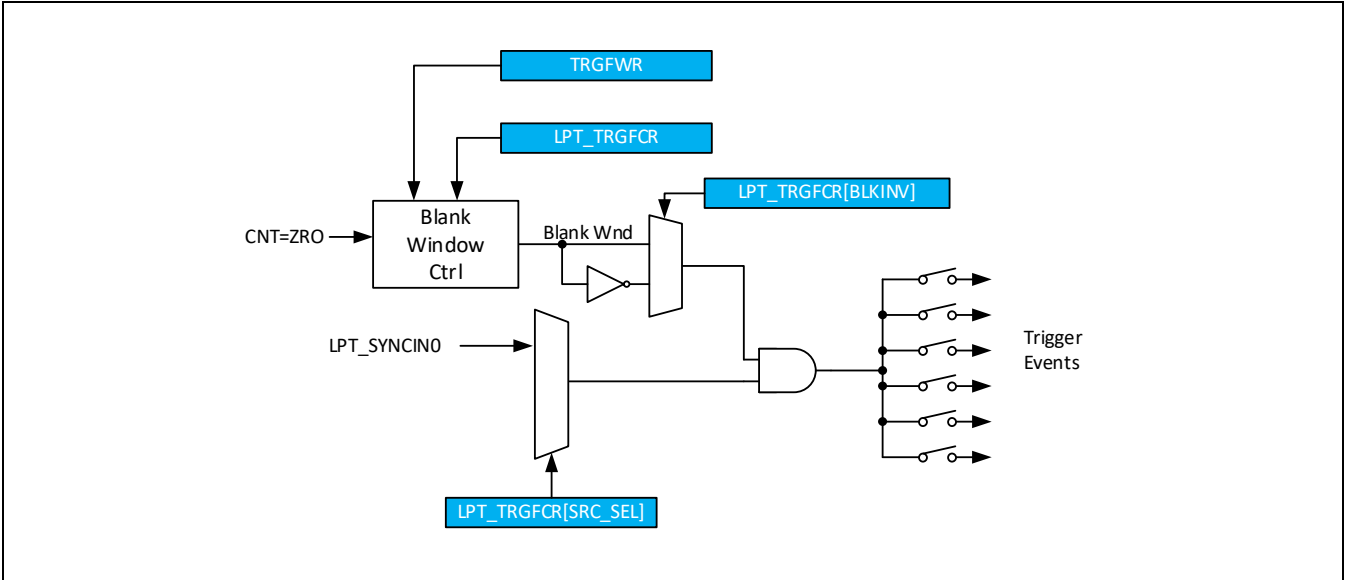 TRGFWR
LPT_TRGFCR
LPT_TRGFCR[BLKINV]
Blank
Window
Ctrl
CNT=ZRO
Blank Wnd
LPT_SYNCIN0
Trigger
Events
LPT_TRGFCR[SRC_SEL]